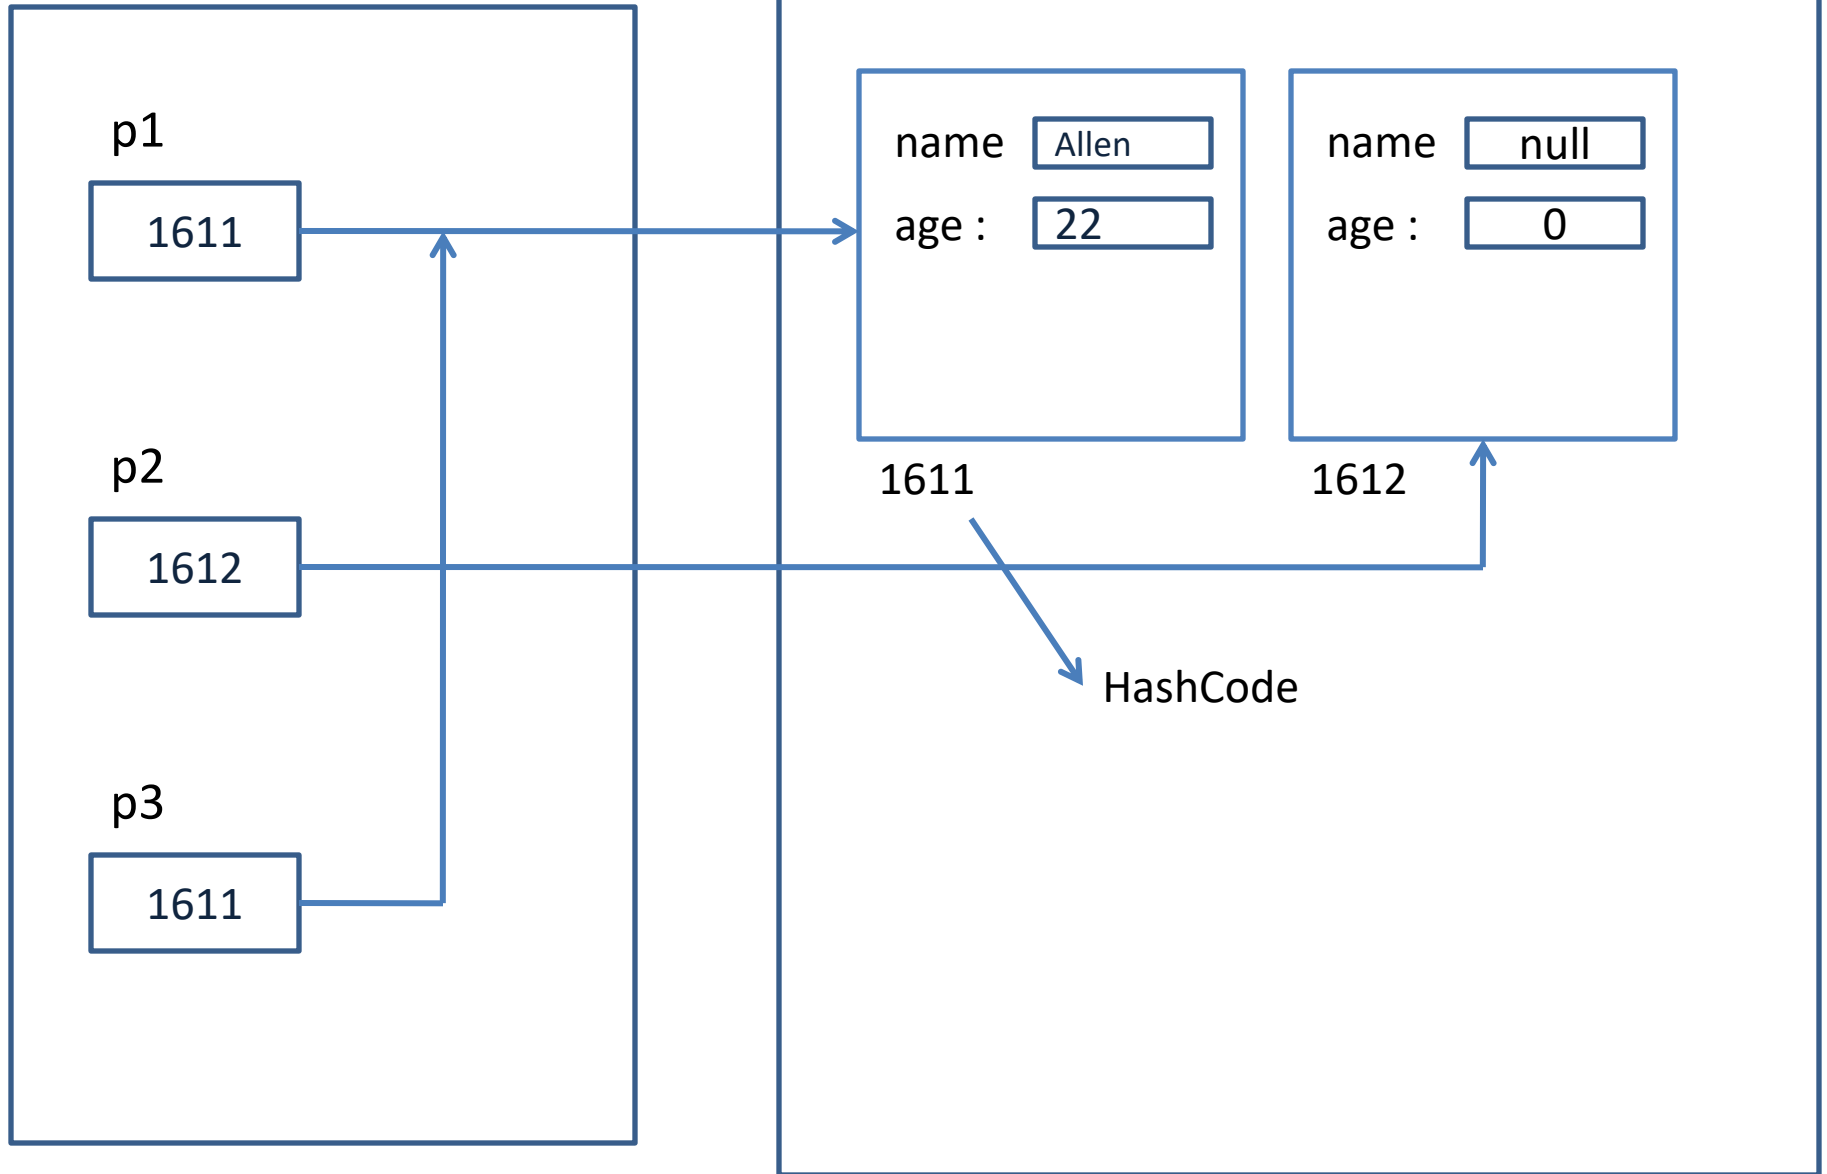 p1
1611
p2
1612
p3
1611
name Allen
age : 22
1611
name null
age : 0
1612
HashCode